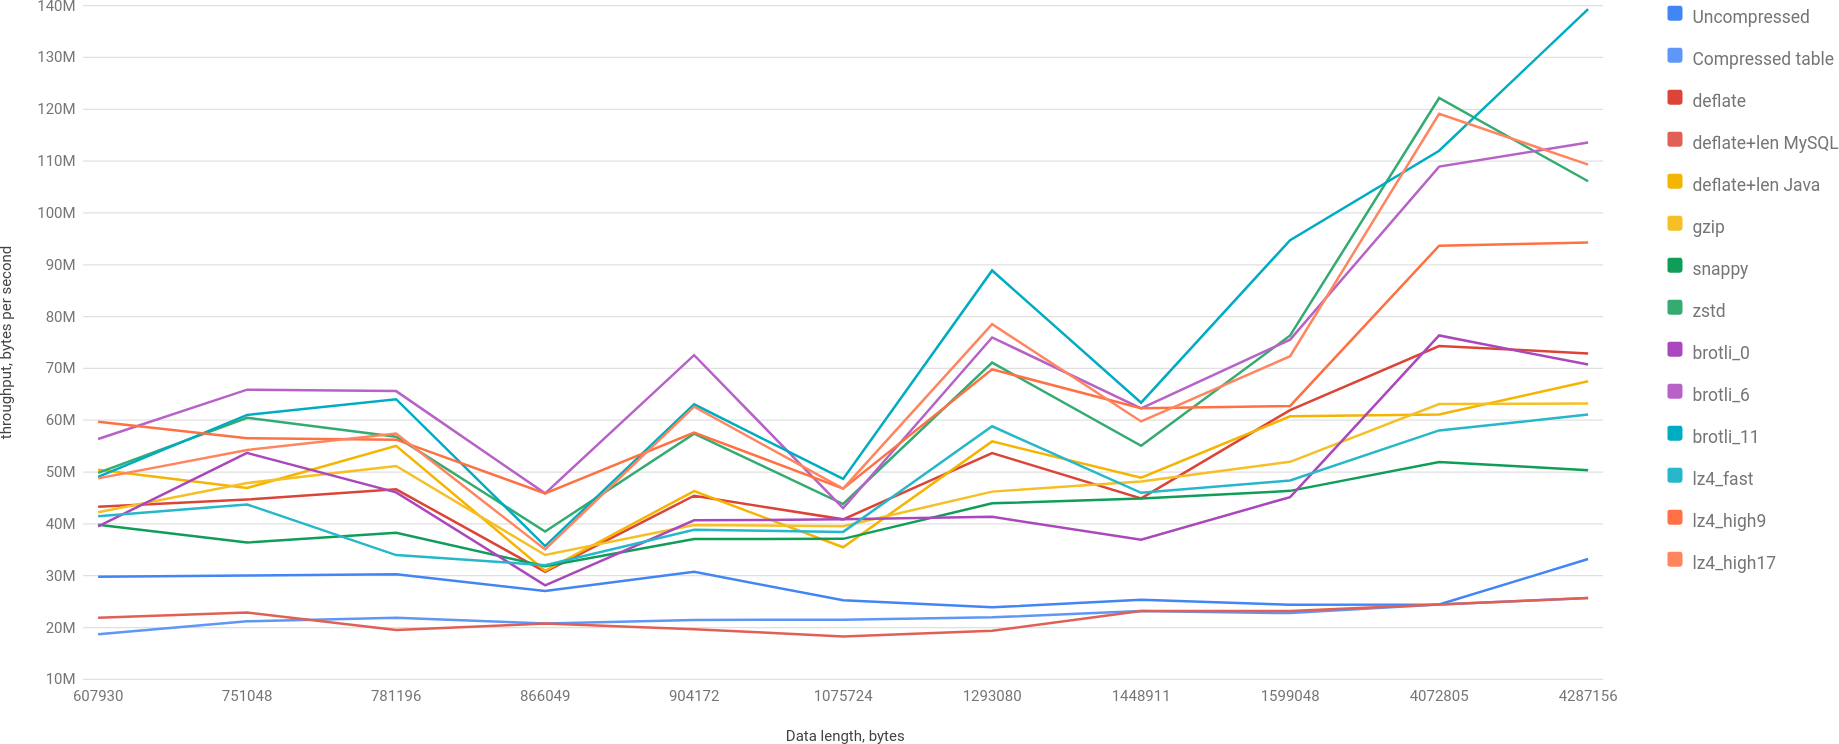 140M
130M
120M
110M
100M
90M
80M
70M
60M
50M
40M
30M
20M
10M
throughput, bytes per second
607930 751048 781196 866049 904172 1075724 1293080 1448911 1599048 4072805 4287156
Data length, bytes
Uncompressed
Compressed table
deflate
deflate+len MySQL
deflate+len Java
gzip
snappy
zstd
brotli_0
brotli_6
brotli_11
lz4_fast
lz4_high9
lz4_high17